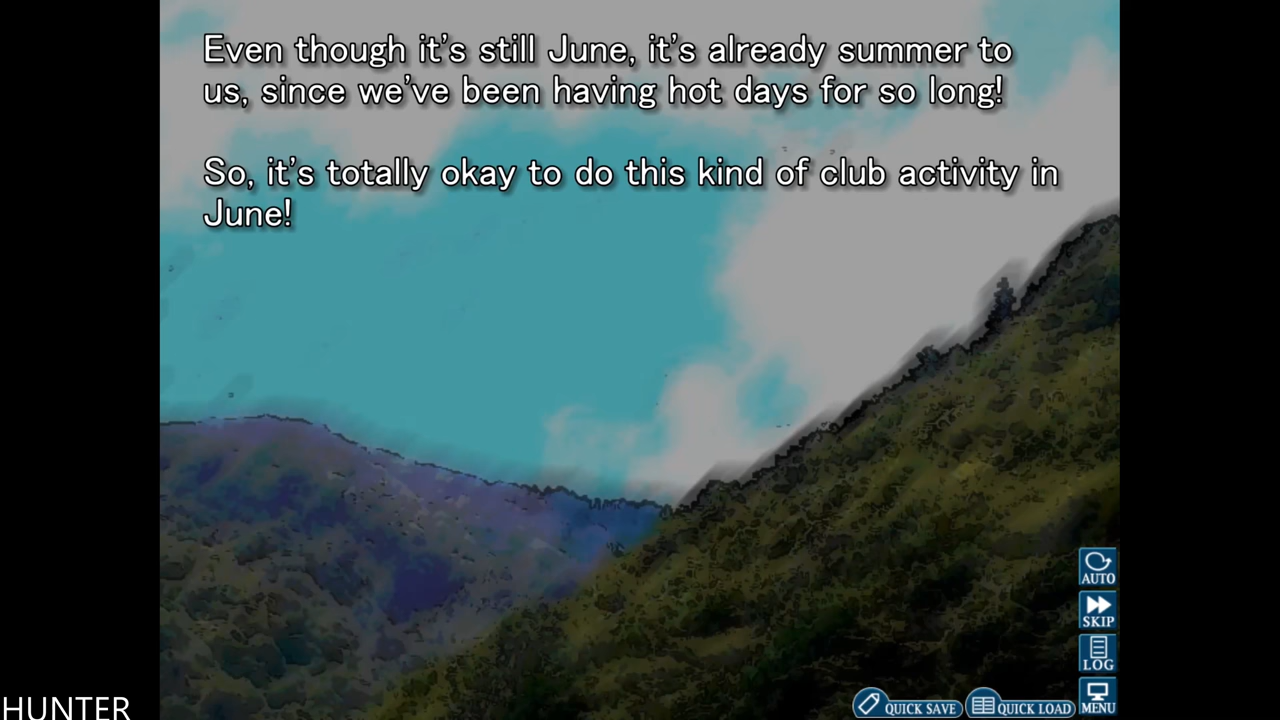 Even though it's still June, it's already summer to
us, since we've been having hot days for so long!
So, it's totally okay to do this kind of club activity in
June!
AUTO
SKIP
LOG
MENU
QUICK SAVE
QUICK LOAD
HUNTER